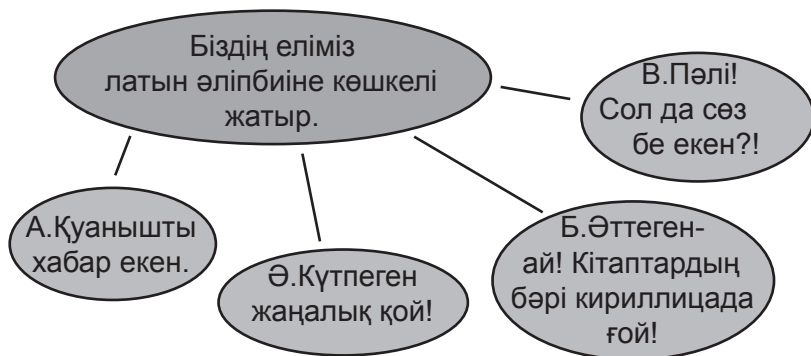 Біздің еліміз
латын әліпбиіне көшкелі
жатыр.
В.Пәлі!
Сол да сөз
бе екен?!
А.Қуанышты
хабар екен.
Ә.Күтпеген
жаңалық қой!
Б.Әттеген-
ай! Кітаптардың
бәрі кириллицада
ғой!